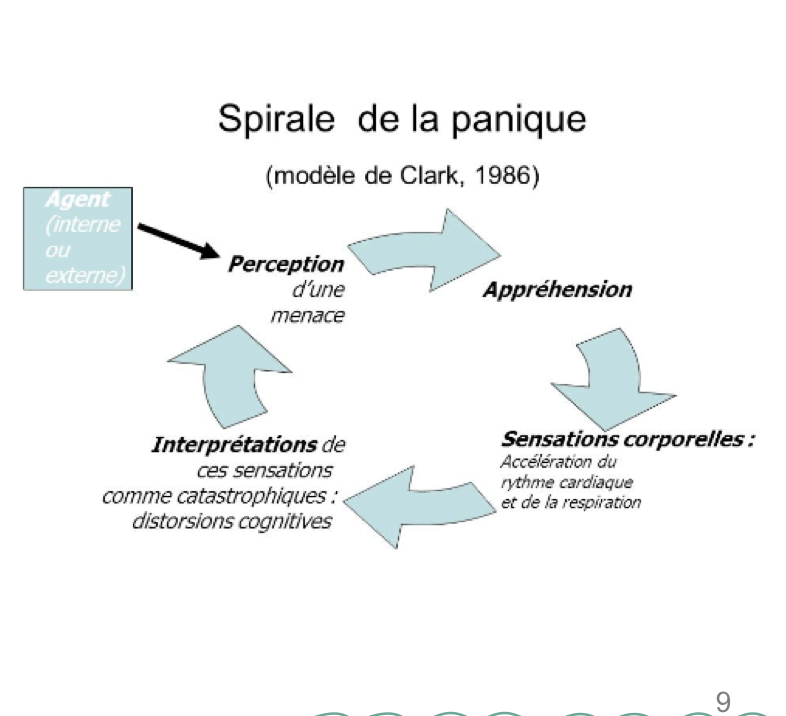 Spirale de la panique
(modèle de Clark, 1986)
Agent
(interne
ou
externe)
Perception
d'une
menace
Appréhension
Sensations corporelles :
Accélération du
rythme cardiaque
et de la respiration
Interprétations de
ces sensations
comme catastrophiques :
distorsions cognitives
9